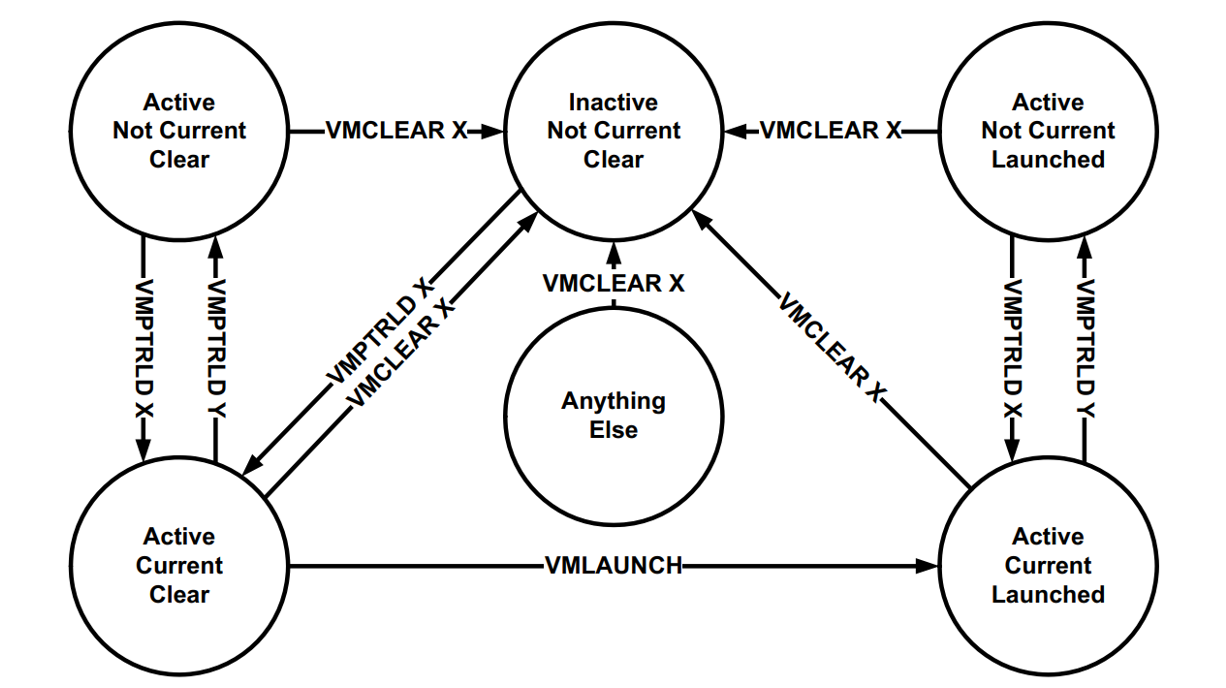 Active
Not Current
Clear
VMCLEAR X
Inactive
Not Current
Clear
VMCLEAR X
Active
Not Current
Launched
VMPTRLD X
VMPTRLD Y
VMPTRLD X
VMCLEAR X
VMCLEAR X
Anything
Else
VMCLEAR X
VMPTRLD X
VMPTRLD Y
Active
Current
Clear
VMLAUNCH
Active
Current
Launched